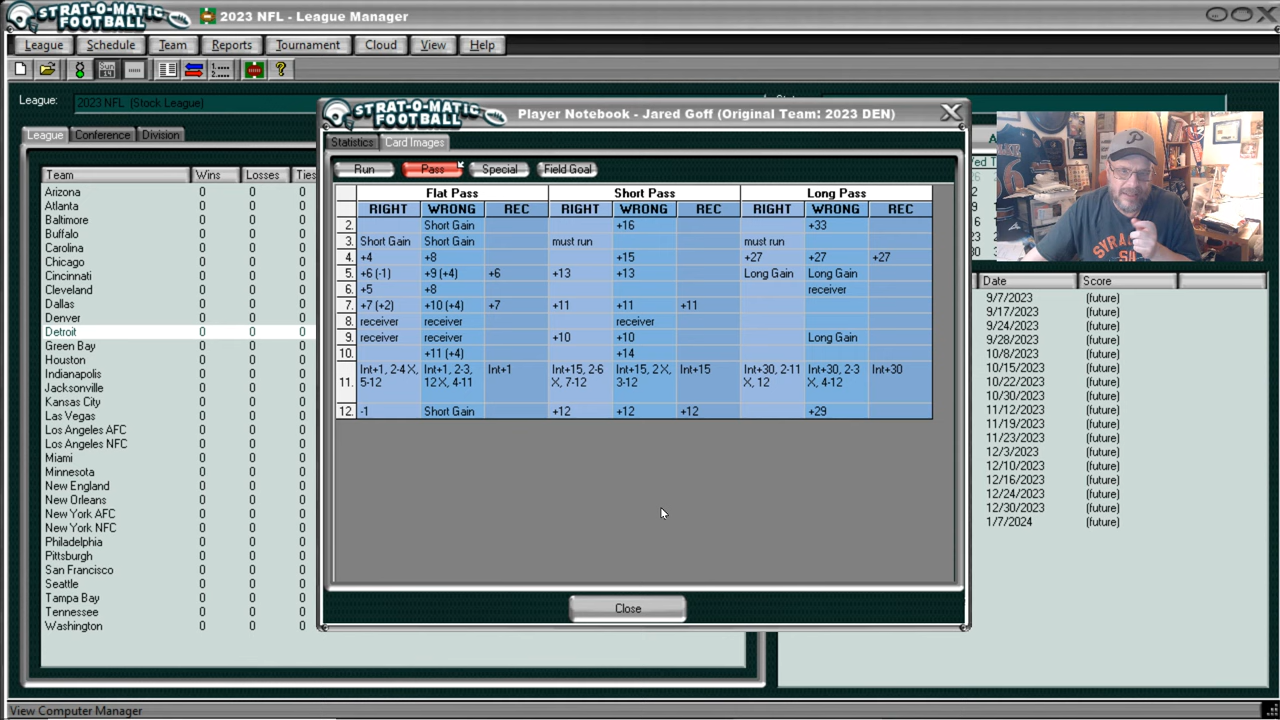 STRAT-O-MATIC FOOTBALL 2023 NFL - League Manager
League Schedule Team Reports Tournament Cloud View Help
League: 2023 NFL (Stock League)
League Conference Division
Team Wins Losses Ties
Arizona 0 0 0
Atlanta 0 0 0
Baltimore 0 0 0
Buffalo 0 0 0
Carolina 0 0 0
Chicago 0 0 0
Cincinnati 0 0 0
Cleveland 0 0 0
Dallas 0 0 0
Denver 0 0 0
Detroit 0 0 0
Green Bay 0 0 0
Houston 0 0 0
Indianapolis 0 0 0
Jacksonville 0 0 0
Kansas City 0 0 0
Las Vegas 0 0 0
Los Angeles AFC 0 0 0
Los Angeles NFC 0 0 0
Miami 0 0 0
Minnesota 0 0 0
New England 0 0 0
New Orleans 0 0 0
New York AFC 0 0 0
New York NFC 0 0 0
Philadelphia 0 0 0
Pittsburgh 0 0 0
San Francisco 0 0 0
Seattle 0 0 0
Tampa Bay 0 0 0
Tennessee 0 0 0
Washington 0 0 0
STRAT-O-MATIC FOOTBALL Player Notebook - Jared Goff (Original Team: 2023 DEN)
Statistics Card Images
Run Pass Special Field Goal
Flat Pass Short Pass Long Pass
RIGHT WRONG REC RIGHT WRONG REC RIGHT WRONG REC
2. Short Gain +16 +33
3. Short Gain Short Gain must run must run
4. +4 +8 +15 +27 +27 +27
5. +6 (-1) +9 (+4) +6 +13 +13 Long Gain Long Gain
6. +5 +8 receiver
7. +7 (+2) +10 (+4) +7 +11 +11 +11
8. receiver receiver receiver
9. receiver receiver +10 +10 Long Gain
10. +11 (+4) +14
11. Int+1, 2-4 X, 5-12 Int+1, 2-3, 12 X, 4-11 Int+1 Int+15, 2-6 X, 7-12 Int+15, 2 X, 3-12 Int+15 Int+30, 2-11 X, 12 Int+30, 2-3 X, 4-12 Int+30
12. -1 Short Gain +12 +12 +12 +29
Close
Date Score
9/7/2023 (future)
9/17/2023 (future)
9/24/2023 (future)
9/28/2023 (future)
10/8/2023 (future)
10/15/2023 (future)
10/22/2023 (future)
10/30/2023 (future)
11/12/2023 (future)
11/19/2023 (future)
11/23/2023 (future)
12/3/2023 (future)
12/10/2023 (future)
12/16/2023 (future)
12/24/2023 (future)
12/30/2023 (future)
1/7/2024 (future)
View Computer Manager